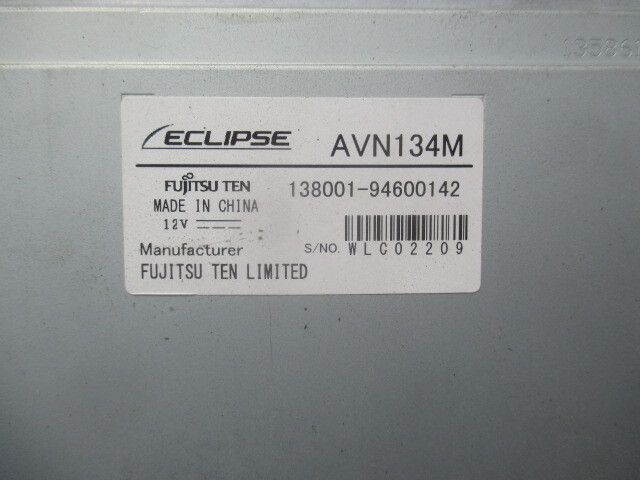 ECLIPSE AVN134M
FUJITSU TEN 138001-94600142
MADE IN CHINA
12V
Manufacturer S/NO. WLC02209
FUJITSU TEN LIMITED